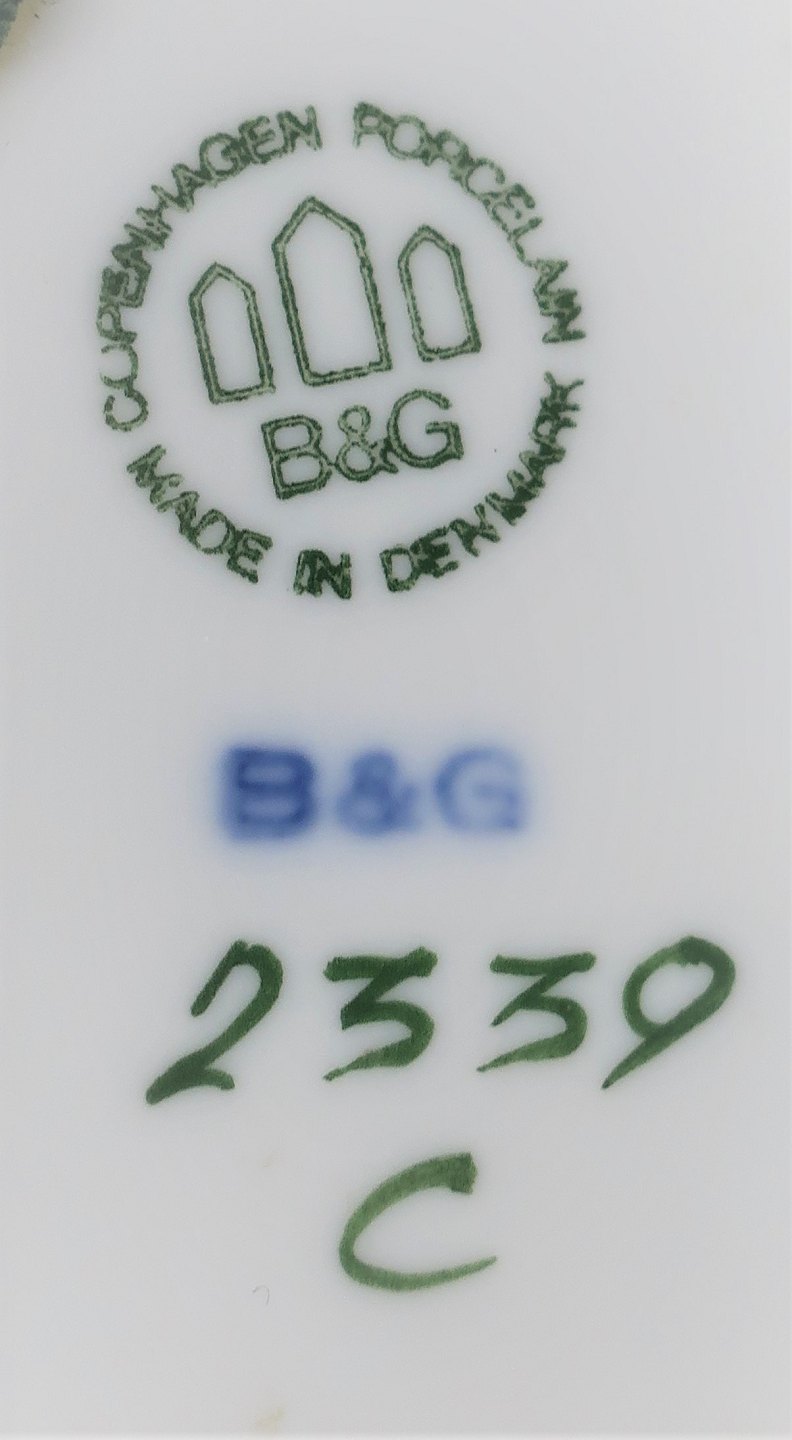 COPENHAGEN PORCELAIN
B&G
MADE IN DENMARK
B&G
2339
C